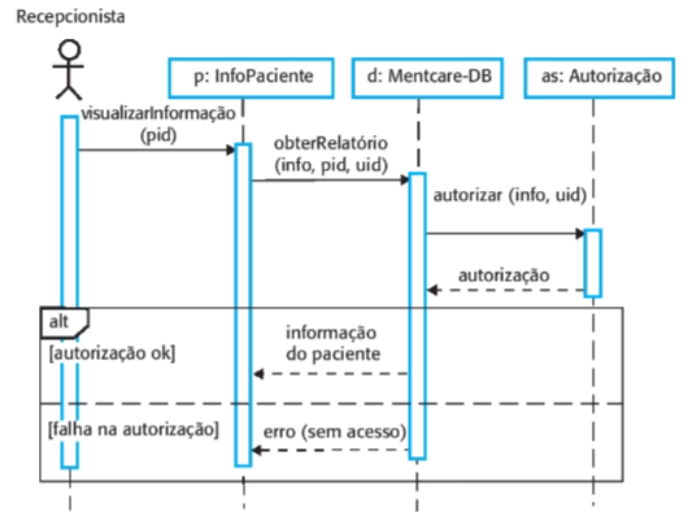 Recepcionista
p: InfoPaciente
d: Mentcare-DB
as: Autorização
visualizarInformação
(pid)
obterRelatório
(info, pid, uid)
autorizar (info, uid)
autorização
alt
[autorização ok]
informação
do paciente
[falha na autorização]
erro (sem acesso)